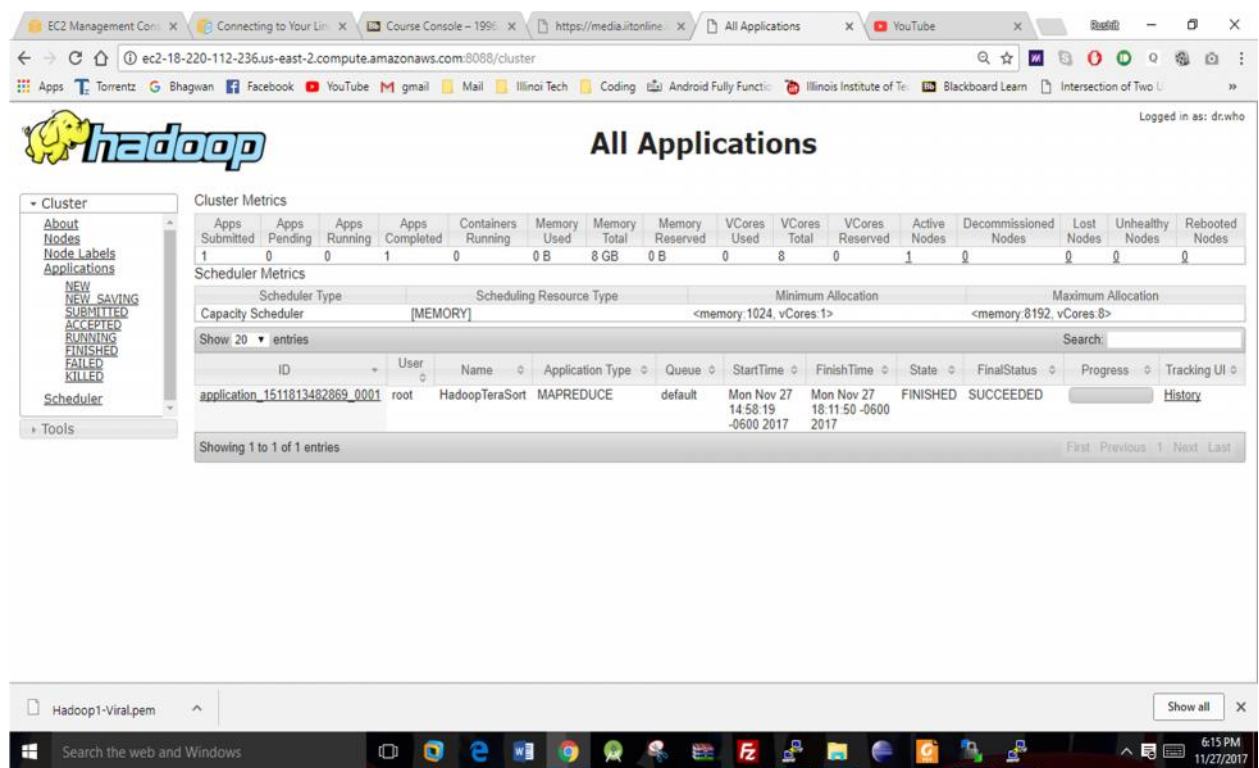 EC2 Management Con
Connecting to Your Lin
Course Console – 1996
https://media.iitonline.
All Applications
YouTube
ec2-18-220-112-236.us-east-2.compute.amazonaws.com:8088/cluster
Apps Torrentz Bhagwan Facebook YouTube gmail Mail Illinoi Tech Coding Android Fully Functio Illinois Institute of Te Blackboard Learn Intersection of Two L »
Logged in as: dr.who
hadoop
All Applications
Cluster
About
Nodes
Node Labels
Applications
NEW
NEW_SAVING
SUBMITTED
ACCEPTED
RUNNING
FINISHED
FAILED
KILLED
Scheduler
Tools
Cluster Metrics
Apps Submitted Apps Pending Apps Running Apps Completed Containers Running Memory Used Memory Total Memory Reserved VCores Used VCores Total VCores Reserved Active Nodes Decommissioned Nodes Lost Nodes Unhealthy Nodes Rebooted Nodes
1 0 0 1 0 0 B 8 GB 0 B 0 8 0 1 0 0 0 0
Scheduler Metrics
Scheduler Type Scheduling Resource Type Minimum Allocation Maximum Allocation
Capacity Scheduler [MEMORY] <memory:1024, vCores:1> <memory:8192, vCores:8>
Show 20 entries Search:
ID User Name Application Type Queue StartTime FinishTime State FinalStatus Progress Tracking UI
application_1511813482869_0001 root HadoopTeraSort MAPREDUCE default Mon Nov 27 14:58:19 -0600 2017 Mon Nov 27 18:11:50 -0600 2017 FINISHED SUCCEEDED History
Showing 1 to 1 of 1 entries First Previous 1 Next Last
Hadoop1-Viral.pem
Show all
Search the web and Windows
6:15 PM
11/27/2017